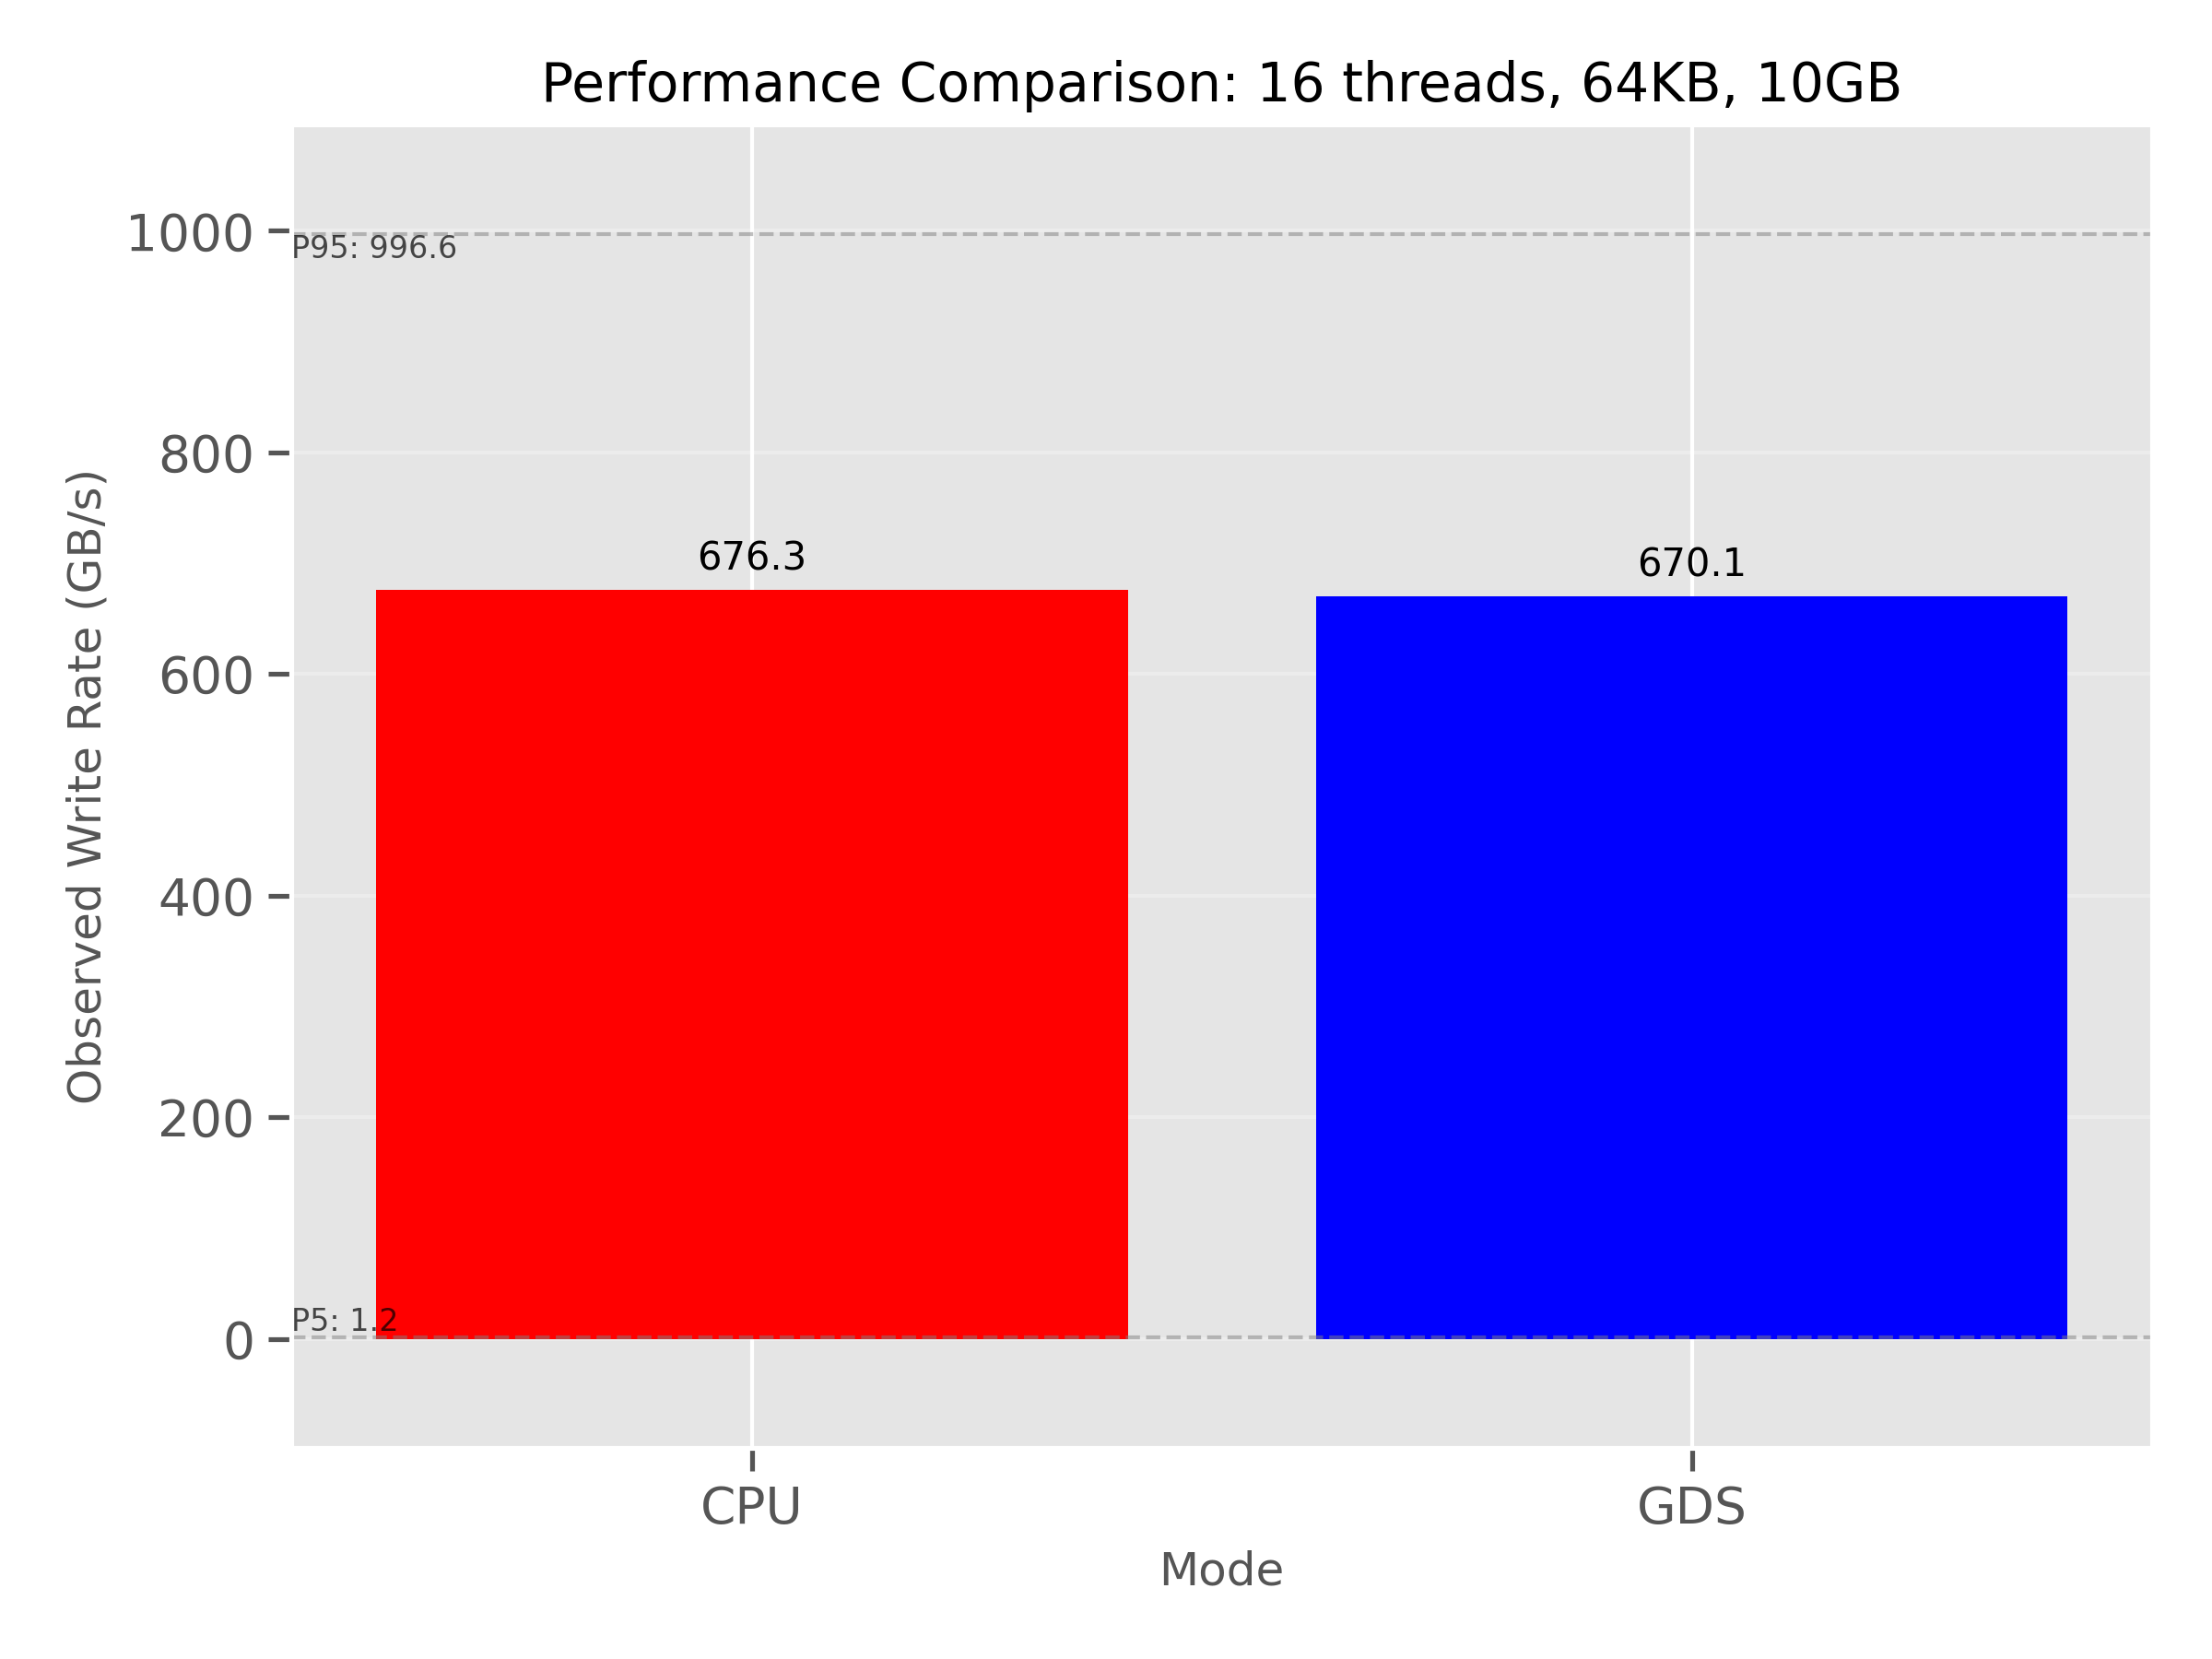 Performance Comparison: 16 threads, 64KB, 10GB
Observed Write Rate (GB/s)
1000
800
600
400
200
0
P95: 996.6
676.3
670.1
P5: 1.2
CPU
GDS
Mode